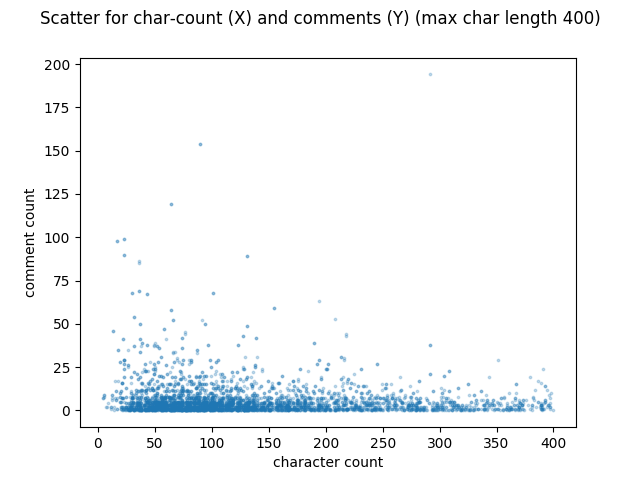 Scatter for char-count (X) and comments (Y) (max char length 400)
200
175
150
125
100
75
50
25
0
comment count
0 50 100 150 200 250 300 350 400
character count